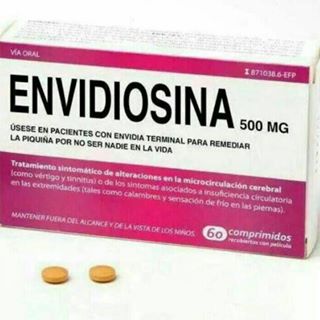 VÍA ORAL
871038.6-EFP
ENVIDIOSINA 500 MG
ÚSESE EN PACIENTES CON ENVIDIA TERMINAL PARA REMEDIAR
LA PIQUIÑA POR NO SER NADIE EN LA VIDA
Tratamiento sintomático de alteraciones en la microcirculación cerebral
(como vértigo y tinnitus) o de los síntomas asociados a insuficiencia circulatoria
en las extremidades (tales como calambres y sensación de frío en las piernas).
MANTENER FUERA DEL ALCANCE Y DE LA VISTA DE LOS NIÑOS.
60 comprimidos
recubiertos con película